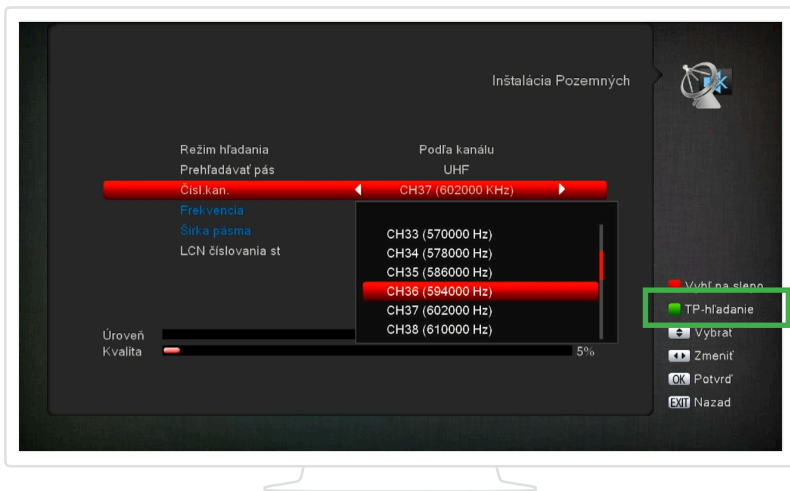 Inštalácia Pozemných
Režim hľadania Podľa kanálu
Prehľadávať pás UHF
Čísl.kan. CH37 (602000 KHz)
Frekvencia
Šírka pásma
LCN číslovania st
CH33 (570000 Hz)
CH34 (578000 Hz)
CH35 (586000 Hz)
CH36 (594000 Hz)
CH37 (602000 Hz)
CH38 (610000 Hz)
Úroveň
Kvalita 5%
Vyhľ na slepo
TP-hľadanie
Vybrať
Zmeniť
OK Potvrď
EXIT Nazad